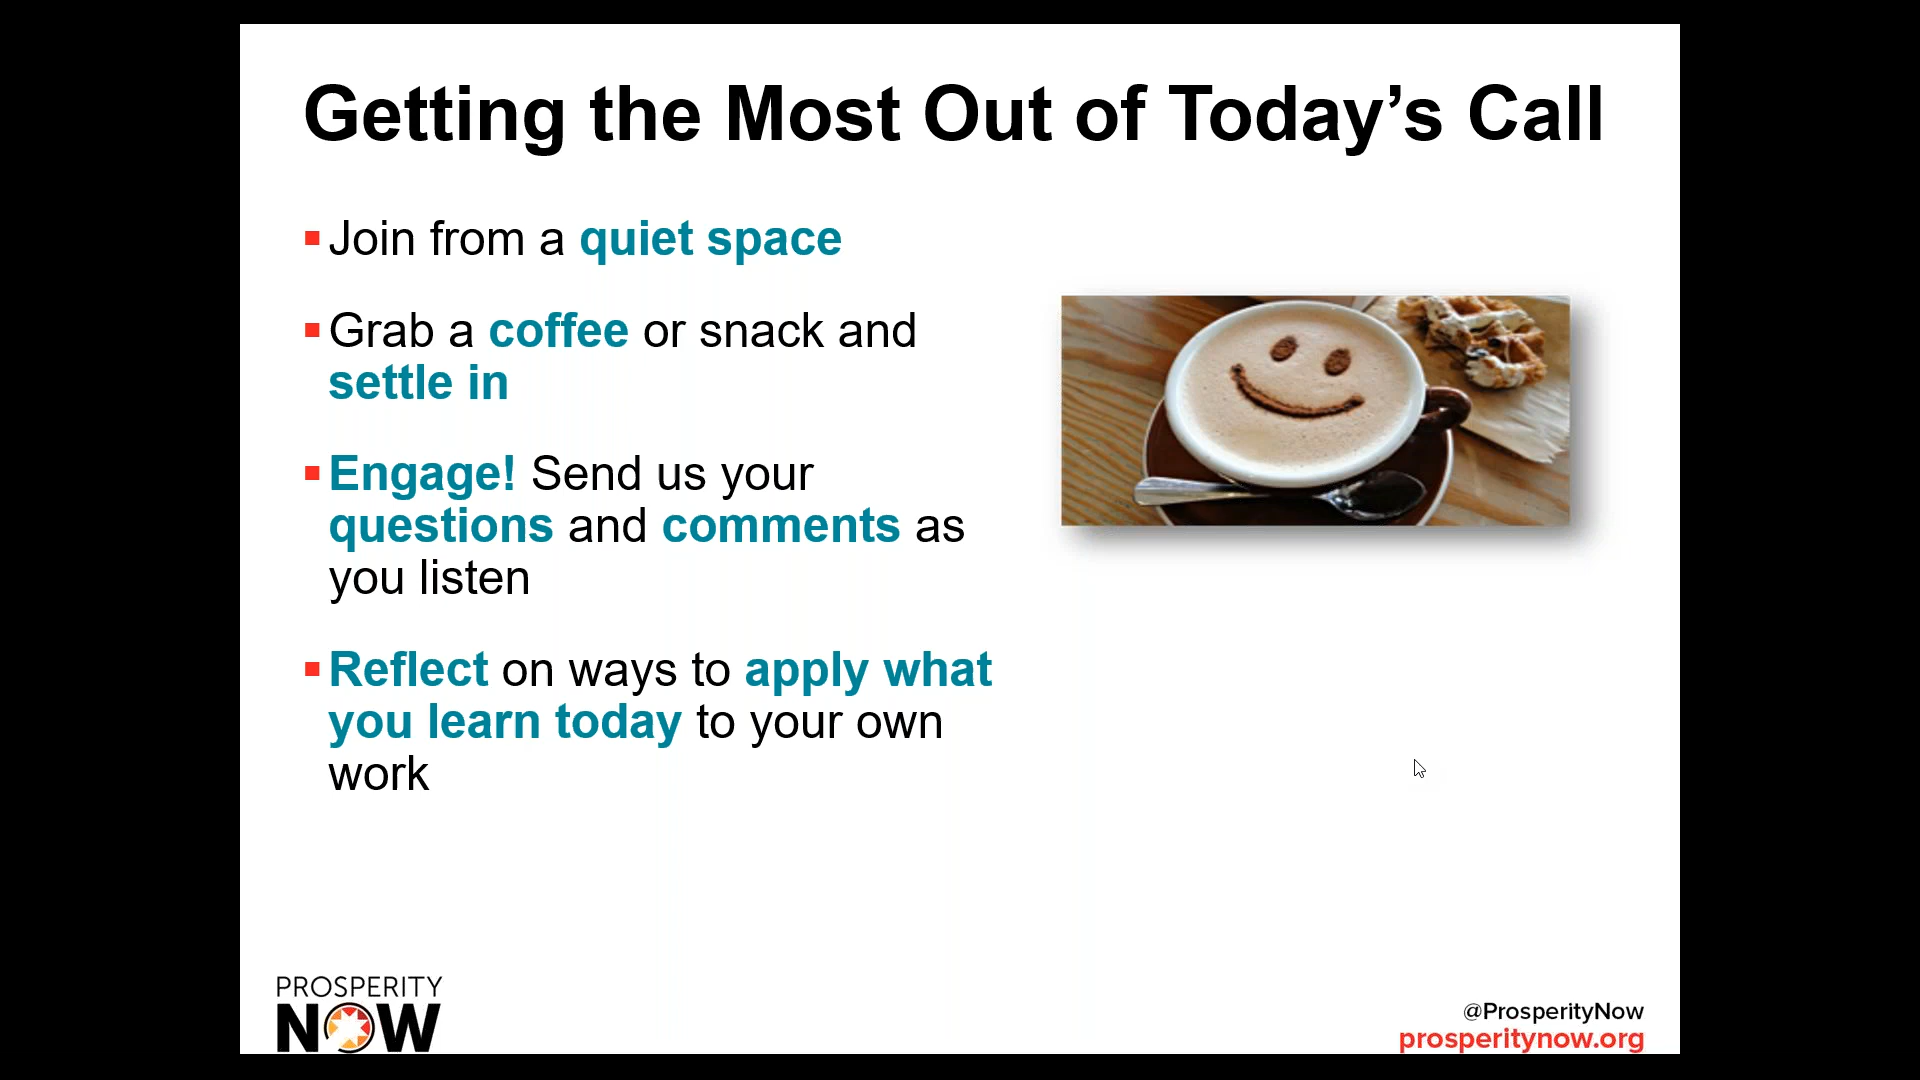 Getting the Most Out of Today’s Call
Join from a quiet space
Grab a coffee or snack and
settle in
Engage! Send us your
questions and comments as
you listen
Reflect on ways to apply what
you learn today to your own
work
PROSPERITY
NOW
@ProsperityNow
prosperitynow.org